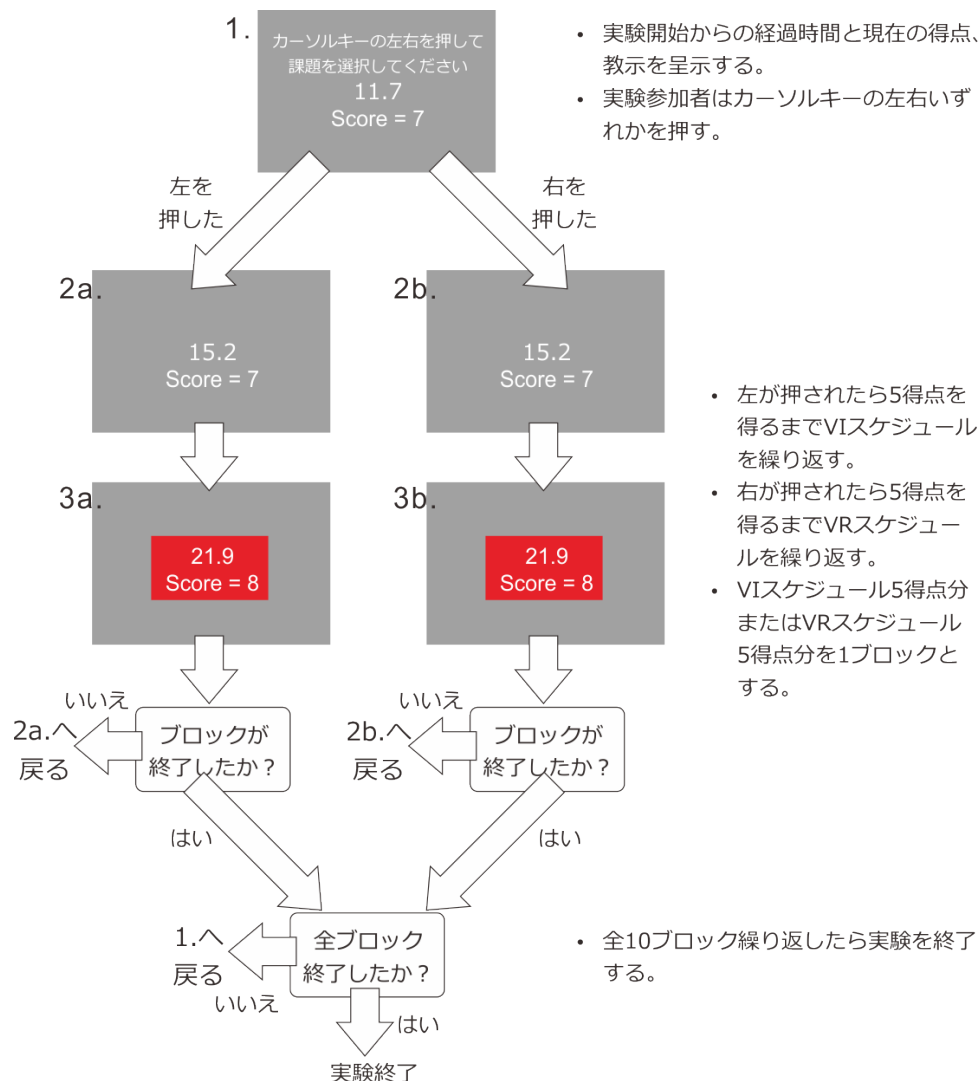 1.
カーソルキーの左右を押して
課題を選択してください
11.7
Score = 7
• 実験開始からの経過時間と現在の得点、
教示を呈示する。
• 実験参加者はカーソルキーの左右いず
れかを押す。
左を
押した
右を
押した
2a.
15.2
Score = 7
2b.
15.2
Score = 7
• 左が押されたら5得点を
得るまでVIスケジュール
を繰り返す。
• 右が押されたら5得点を
得るまでVRスケジュー
ルを繰り返す。
• VIスケジュール5得点分
またはVRスケジュール
5得点分を1ブロックと
する。
3a.
21.9
Score = 8
3b.
21.9
Score = 8
いいえ
2a.へ
戻る
ブロックが
終了したか？
いいえ
2b.へ
戻る
ブロックが
終了したか？
はい
はい
1.へ
戻る
いいえ
全ブロック
終了したか？
• 全10ブロック繰り返したら実験を終了
する。
はい
実験終了